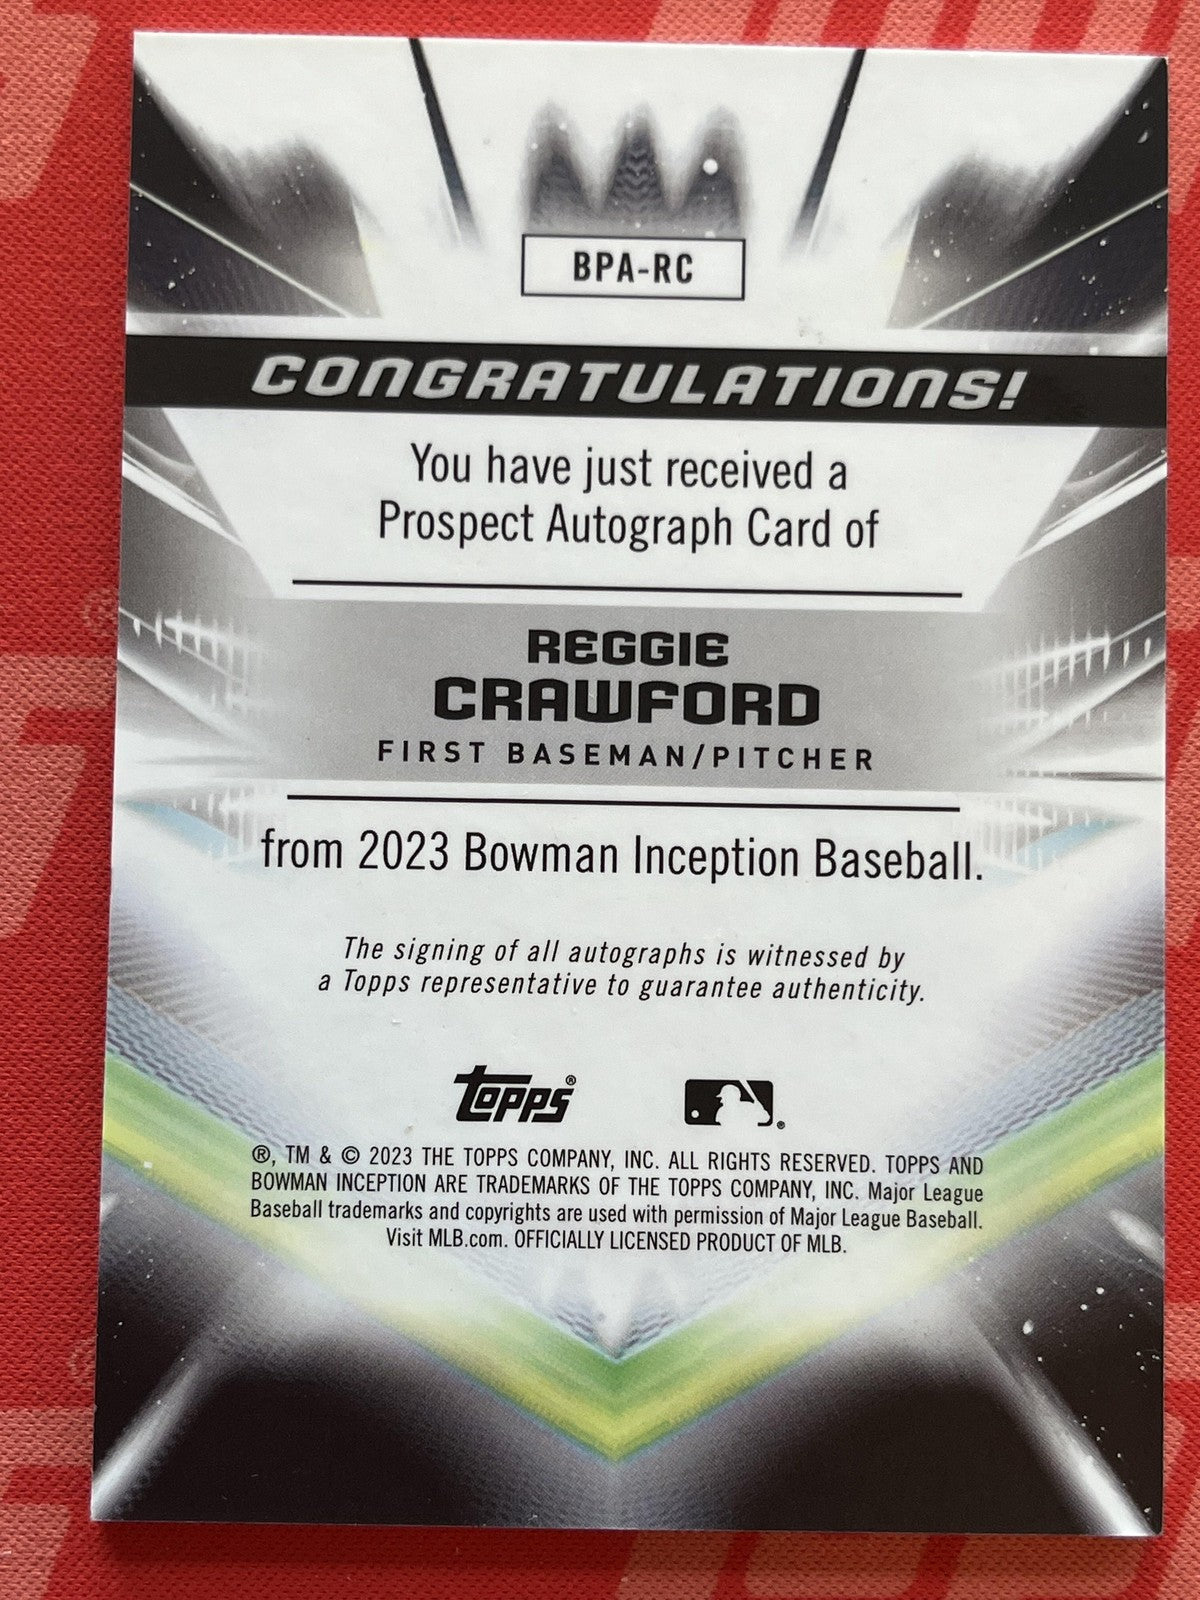 BPA-RC
CONGRATULATIONS!
You have just received a
Prospect Autograph Card of
REGGIE
CRAWFORD
FIRST BASEMAN/PITCHER
from 2023 Bowman Inception Baseball.
The signing of all autographs is witnessed by
a Topps representative to guarantee authenticity.
Topps®
®
®, TM & © 2023 THE TOPPS COMPANY, INC. ALL RIGHTS RESERVED. TOPPS AND
BOWMAN INCEPTION ARE TRADEMARKS OF THE TOPPS COMPANY, INC. Major League
Baseball trademarks and copyrights are used with permission of Major League Baseball.
Visit MLB.com. OFFICIALLY LICENSED PRODUCT OF MLB.